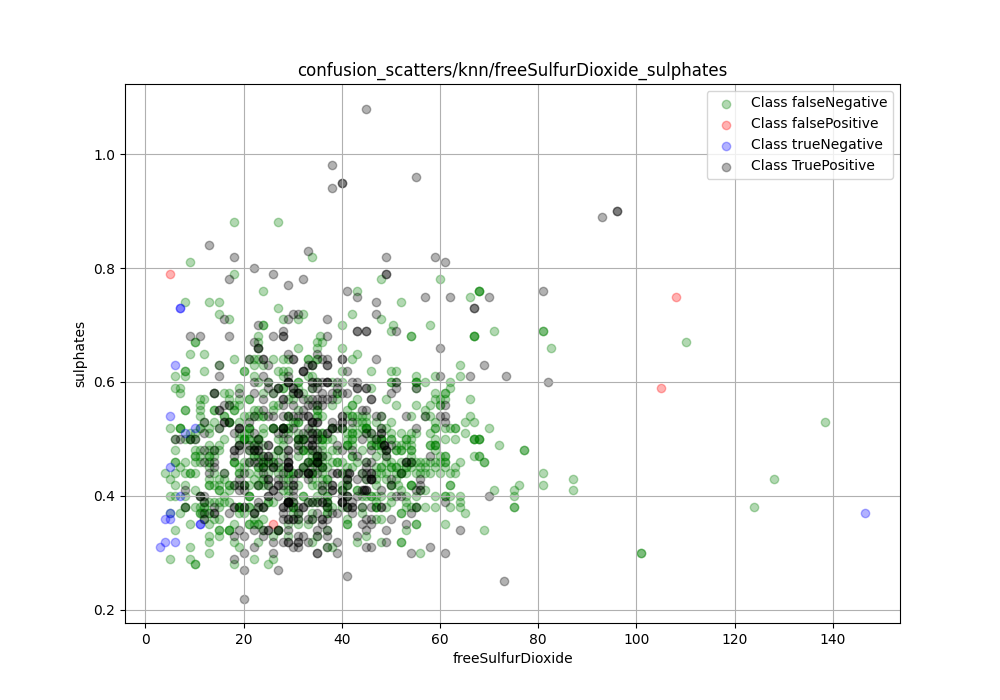 confusion_scatters/knn/freeSulfurDioxide_sulphates
Class falseNegative
Class falsePositive
Class trueNegative
Class TruePositive
1.0
0.8
0.6
0.4
0.2
sulphates
0 20 40 60 80 100 120 140
freeSulfurDioxide